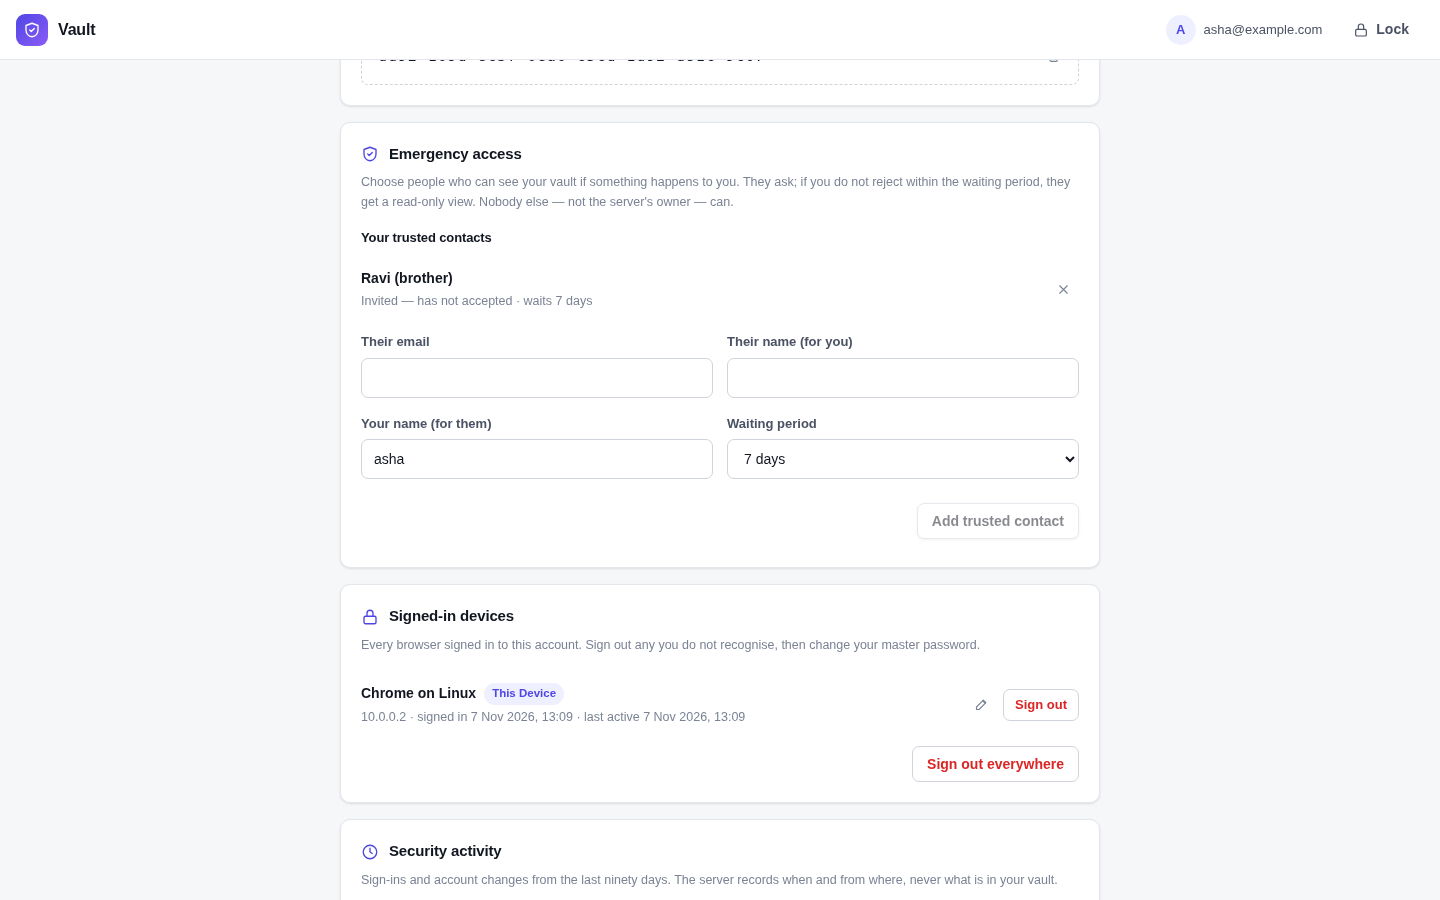 Vault
A asha@example.com Lock
Emergency access
Choose people who can see your vault if something happens to you. They ask; if you do not reject within the waiting period, they
get a read-only view. Nobody else — not the server's owner — can.
Your trusted contacts
Ravi (brother)
Invited — has not accepted · waits 7 days
Their email Their name (for you)
Your name (for them) Waiting period
asha 7 days
Add trusted contact
Signed-in devices
Every browser signed in to this account. Sign out any you do not recognise, then change your master password.
Chrome on Linux This Device
10.0.0.2 · signed in 7 Nov 2026, 13:09 · last active 7 Nov 2026, 13:09
Sign out
Sign out everywhere
Security activity
Sign-ins and account changes from the last ninety days. The server records when and from where, never what is in your vault.